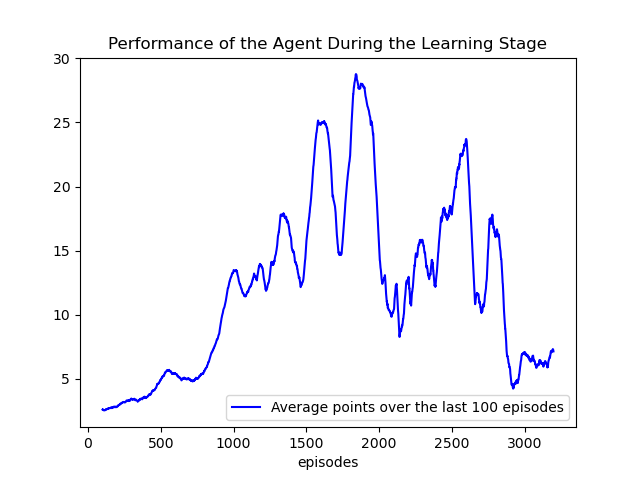 Performance of the Agent During the Learning Stage
30
25
20
15
10
5
Average points over the last 100 episodes
0 500 1000 1500 2000 2500 3000
episodes